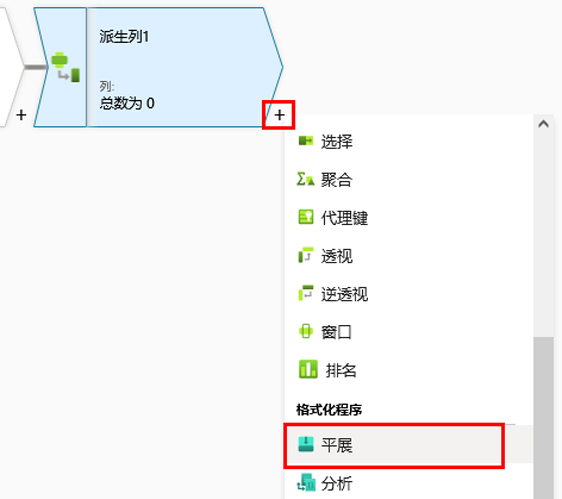 派生列1
列:
总数为 0
+
+
选择
聚合
代理键
透视
逆透视
窗口
排名
格式化程序
平展
分析